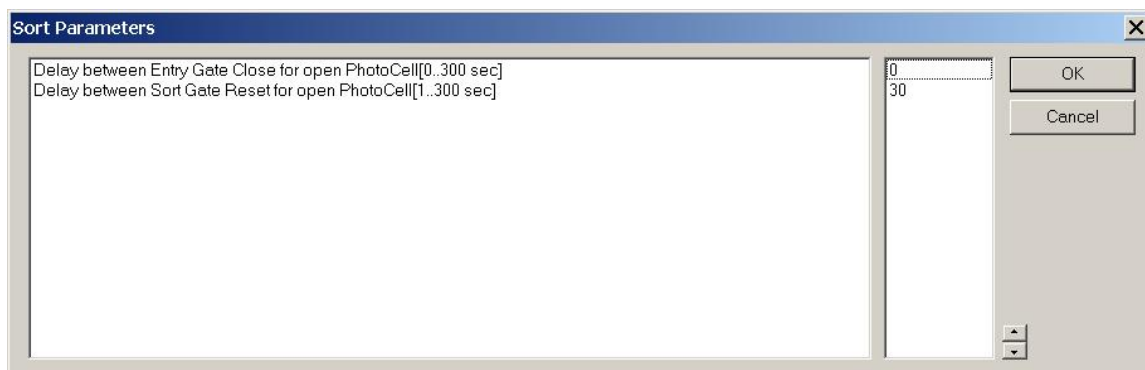 Sort Parameters
Delay between Entry Gate Close for open PhotoCell[0..300 sec]
0
Delay between Sort Gate Reset for open PhotoCell[1..300 sec]
30
OK
Cancel